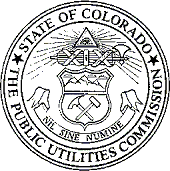 ★ STATE OF COLORADO ★
THE PUBLIC UTILITIES COMMISSION
NIL SINE NUMINE